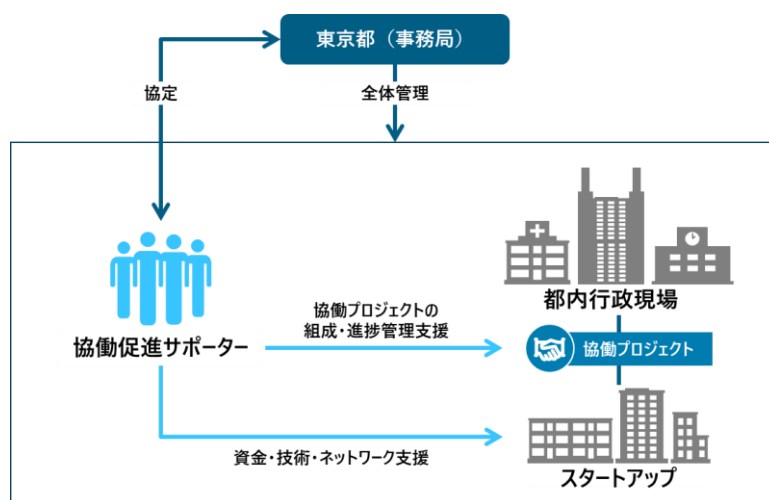 東京都（事務局）
協定
全体管理
協働促進サポーター
協働プロジェクトの
組成・進捗管理支援
都内行政現場
協働プロジェクト
資金・技術・ネットワーク支援
スタートアップ